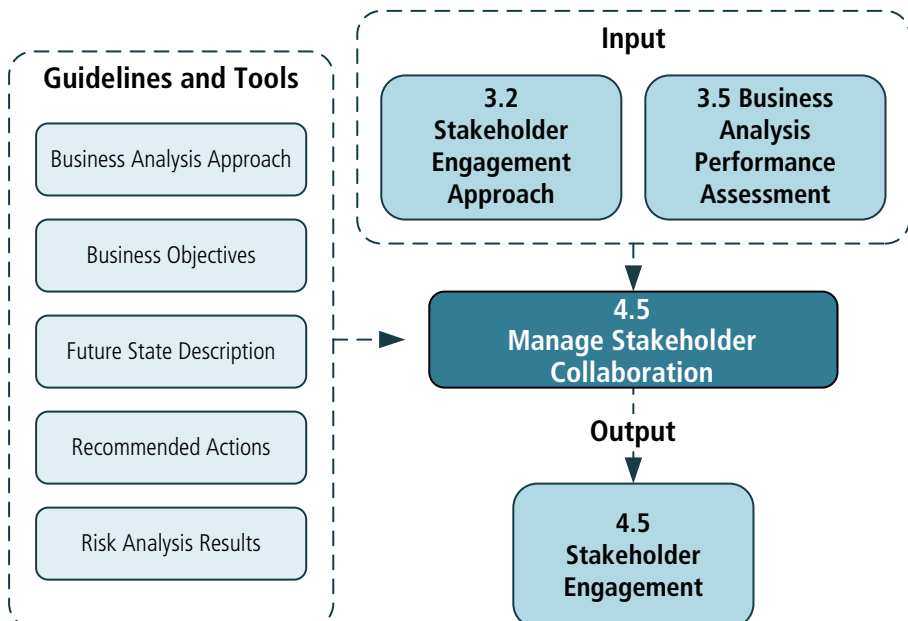 Guidelines and Tools
Business Analysis Approach
Business Objectives
Future State Description
Recommended Actions
Risk Analysis Results
Input
3.2
Stakeholder
Engagement
Approach
3.5 Business
Analysis
Performance
Assessment
4.5
Manage Stakeholder
Collaboration
Output
4.5
Stakeholder
Engagement